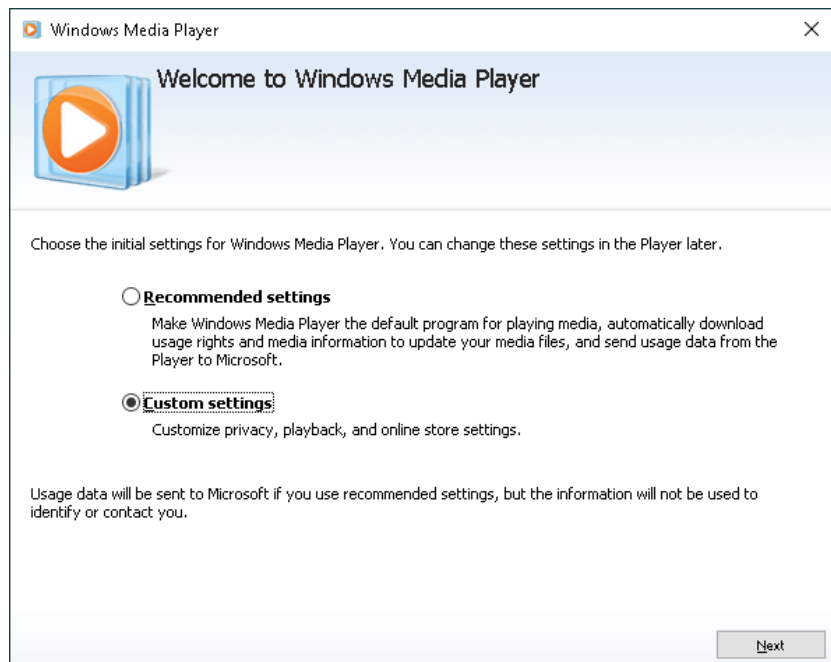 Windows Media Player
Welcome to Windows Media Player
Choose the initial settings for Windows Media Player. You can change these settings in the Player later.
Recommended settings
Make Windows Media Player the default program for playing media, automatically download
usage rights and media information to update your media files, and send usage data from the
Player to Microsoft.
Custom settings
Customize privacy, playback, and online store settings.
Usage data will be sent to Microsoft if you use recommended settings, but the information will not be used to
identify or contact you.
Next